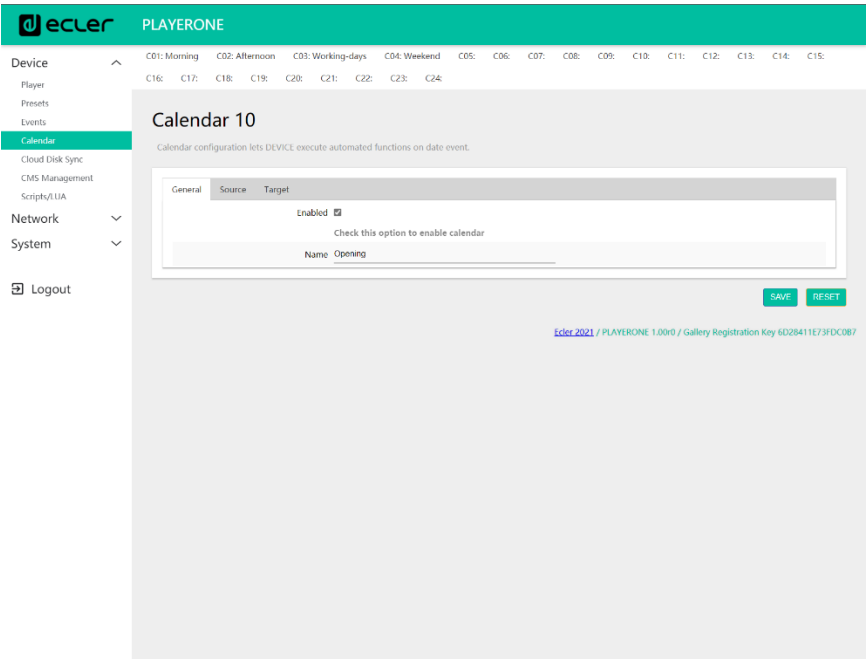 ecler
PLAYERONE
Device
Player
Presets
Events
Calendar
Cloud Disk Sync
CMS Management
Scripts/LUA
Network
System
Logout
C01: Morning C02: Afternoon C03: Working-days C04: Weekend C05: C06: C07: C08: C09: C10: C11: C12: C13: C14: C15:
C16: C17: C18: C19: C20: C21: C22: C23: C24:
Calendar 10
Calendar configuration lets DEVICE execute automated functions on date event.
General Source Target
Enabled
Check this option to enable calendar
Name Opening
SAVE RESET
Ecler 2021 / PLAYERONE 1.00r0 / Gallery Registration Key 6D28411E73FDC0B7